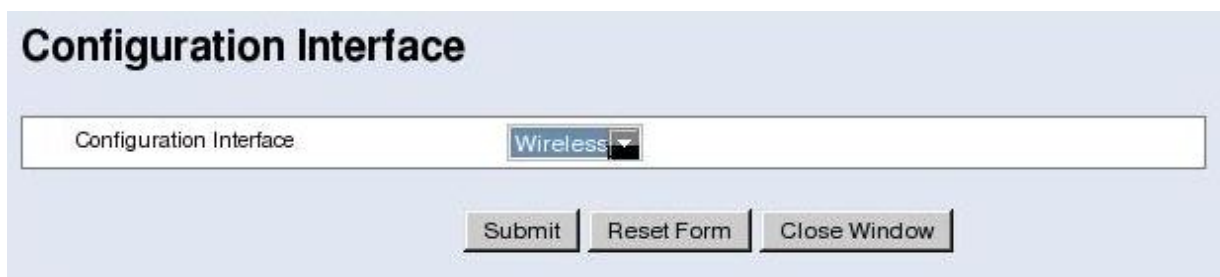 Configuration Interface
Configuration Interface Wireless
Submit Reset Form Close Window